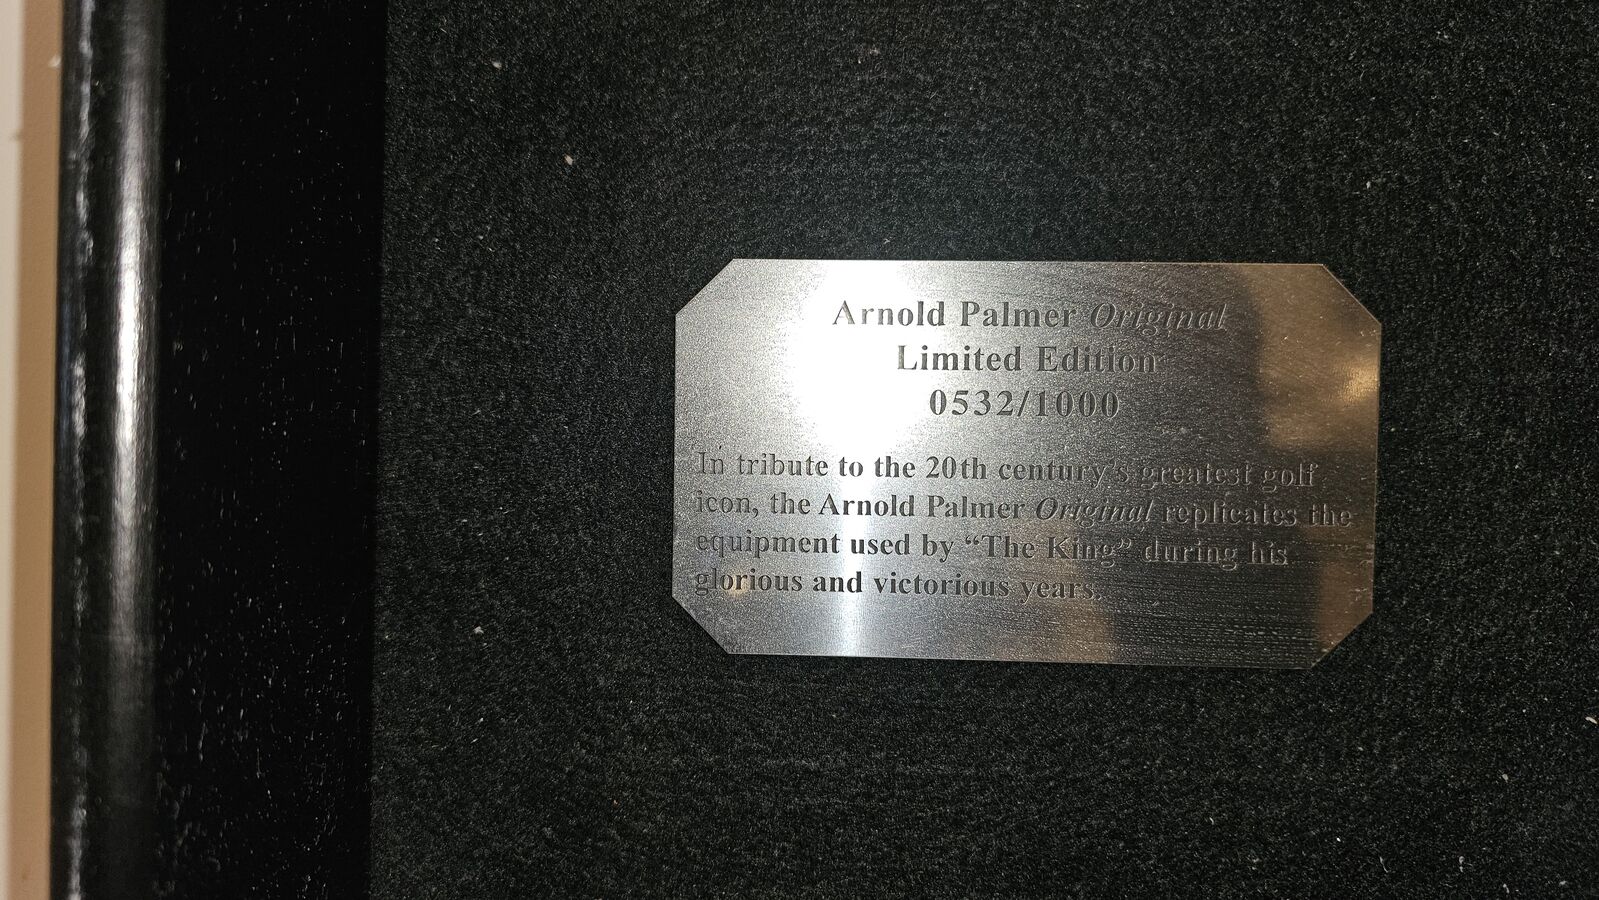 Arnold Palmer Original
Limited Edition
0532/1000
In tribute to the 20th century's greatest golf
icon, the Arnold Palmer Original replicates the
equipment used by “The King” during his
glorious and victorious years.